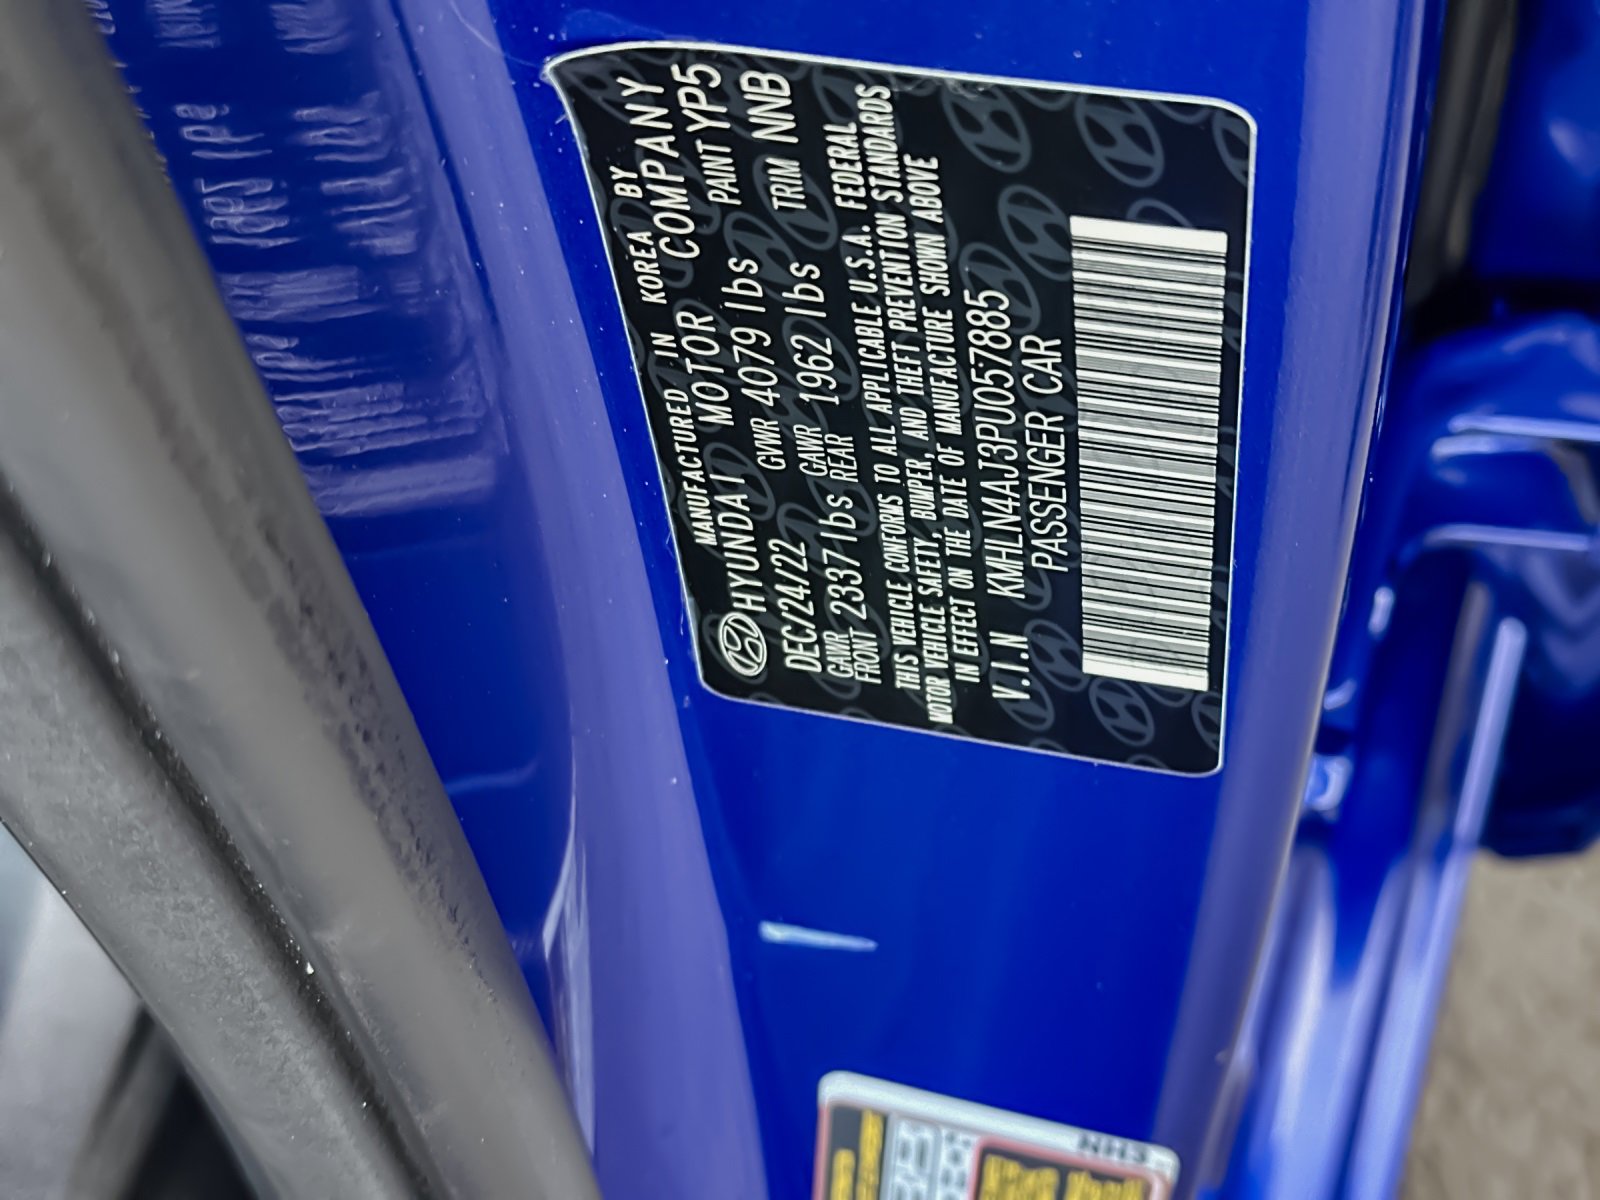 MANUFACTURED IN KOREA BY
HYUNDAI MOTOR COMPANY
DEC/24/22 GVWR 4079 lbs PAINT YP5
GAWR FRONT 2337 lbs GAWR REAR 1962 lbs TRIM NNB
THIS VEHICLE CONFORMS TO ALL APPLICABLE U.S.A. FEDERAL
MOTOR VEHICLE SAFETY, BUMPER, AND THEFT PREVENTION STANDARDS
IN EFFECT ON THE DATE OF MANUFACTURE SHOWN ABOVE
V.I.N KMHLN4AJ3PU057885
PASSENGER CAR